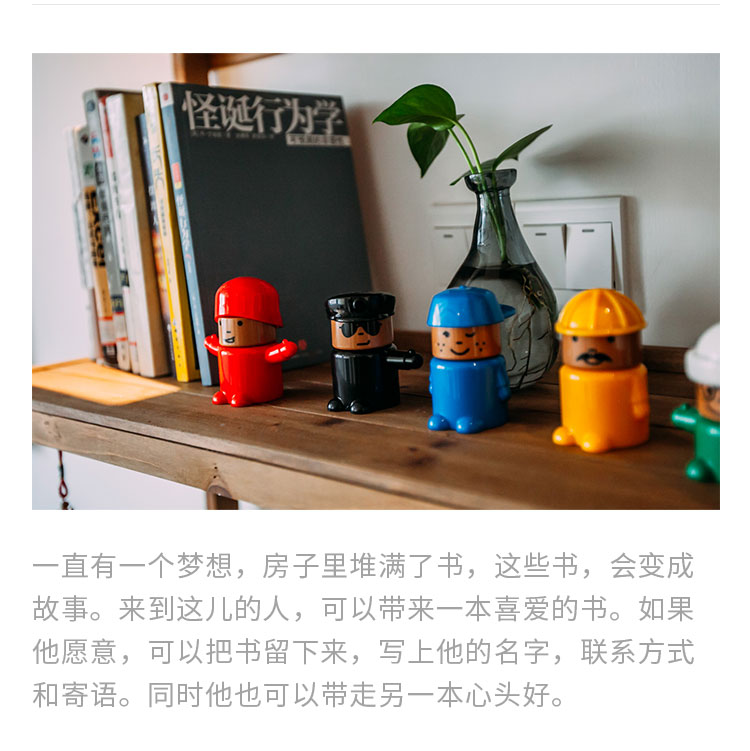 怪诞行为学
一直有一个梦想，房子里堆满了书，这些书，会变成
故事。来到这儿的人，可以带来一本喜爱的书。如果
他愿意，可以把书留下来，写上他的名字，联系方式
和寄语。同时他也可以带走另一本心头好。